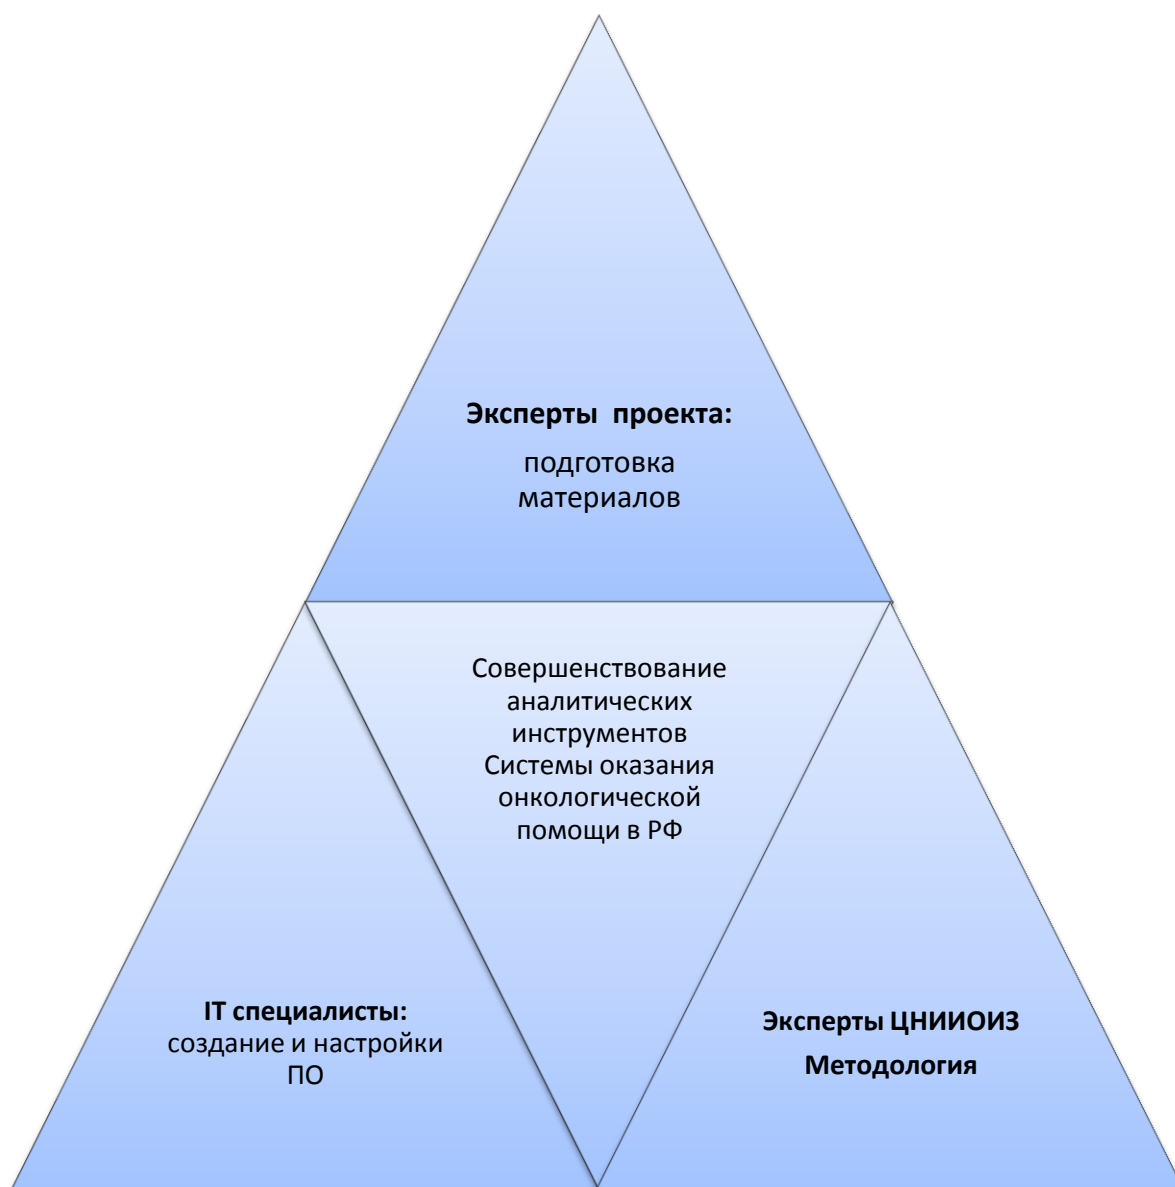 Эксперты проекта:
подготовка
материалов
Совершенствование
аналитических
инструментов
Системы оказания
онкологической
помощи в РФ
IT специалисты:
создание и настройки
ПО
Эксперты ЦНИИОИЗ
Методология